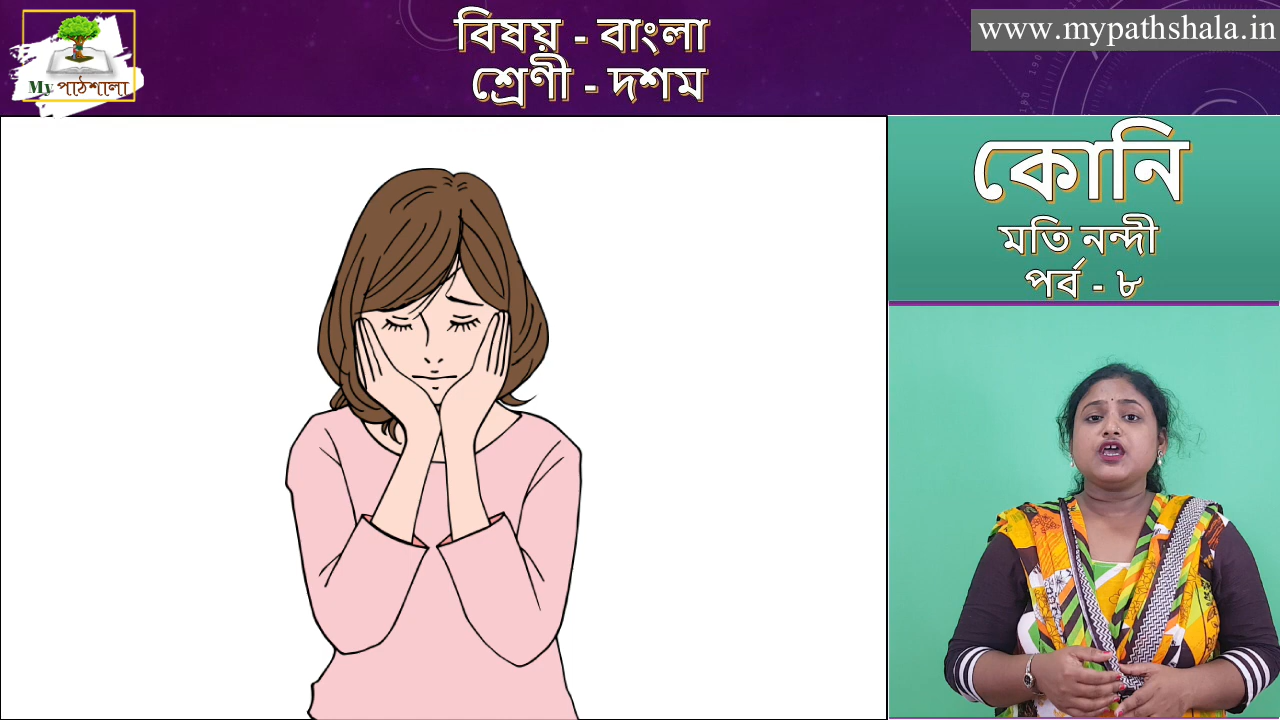 My পাঠশালা
বিষয় - বাংলা
শ্রেণী - দশম
www.mypathshala.in
কোনি
মতি নন্দী
পর্ব - ৮